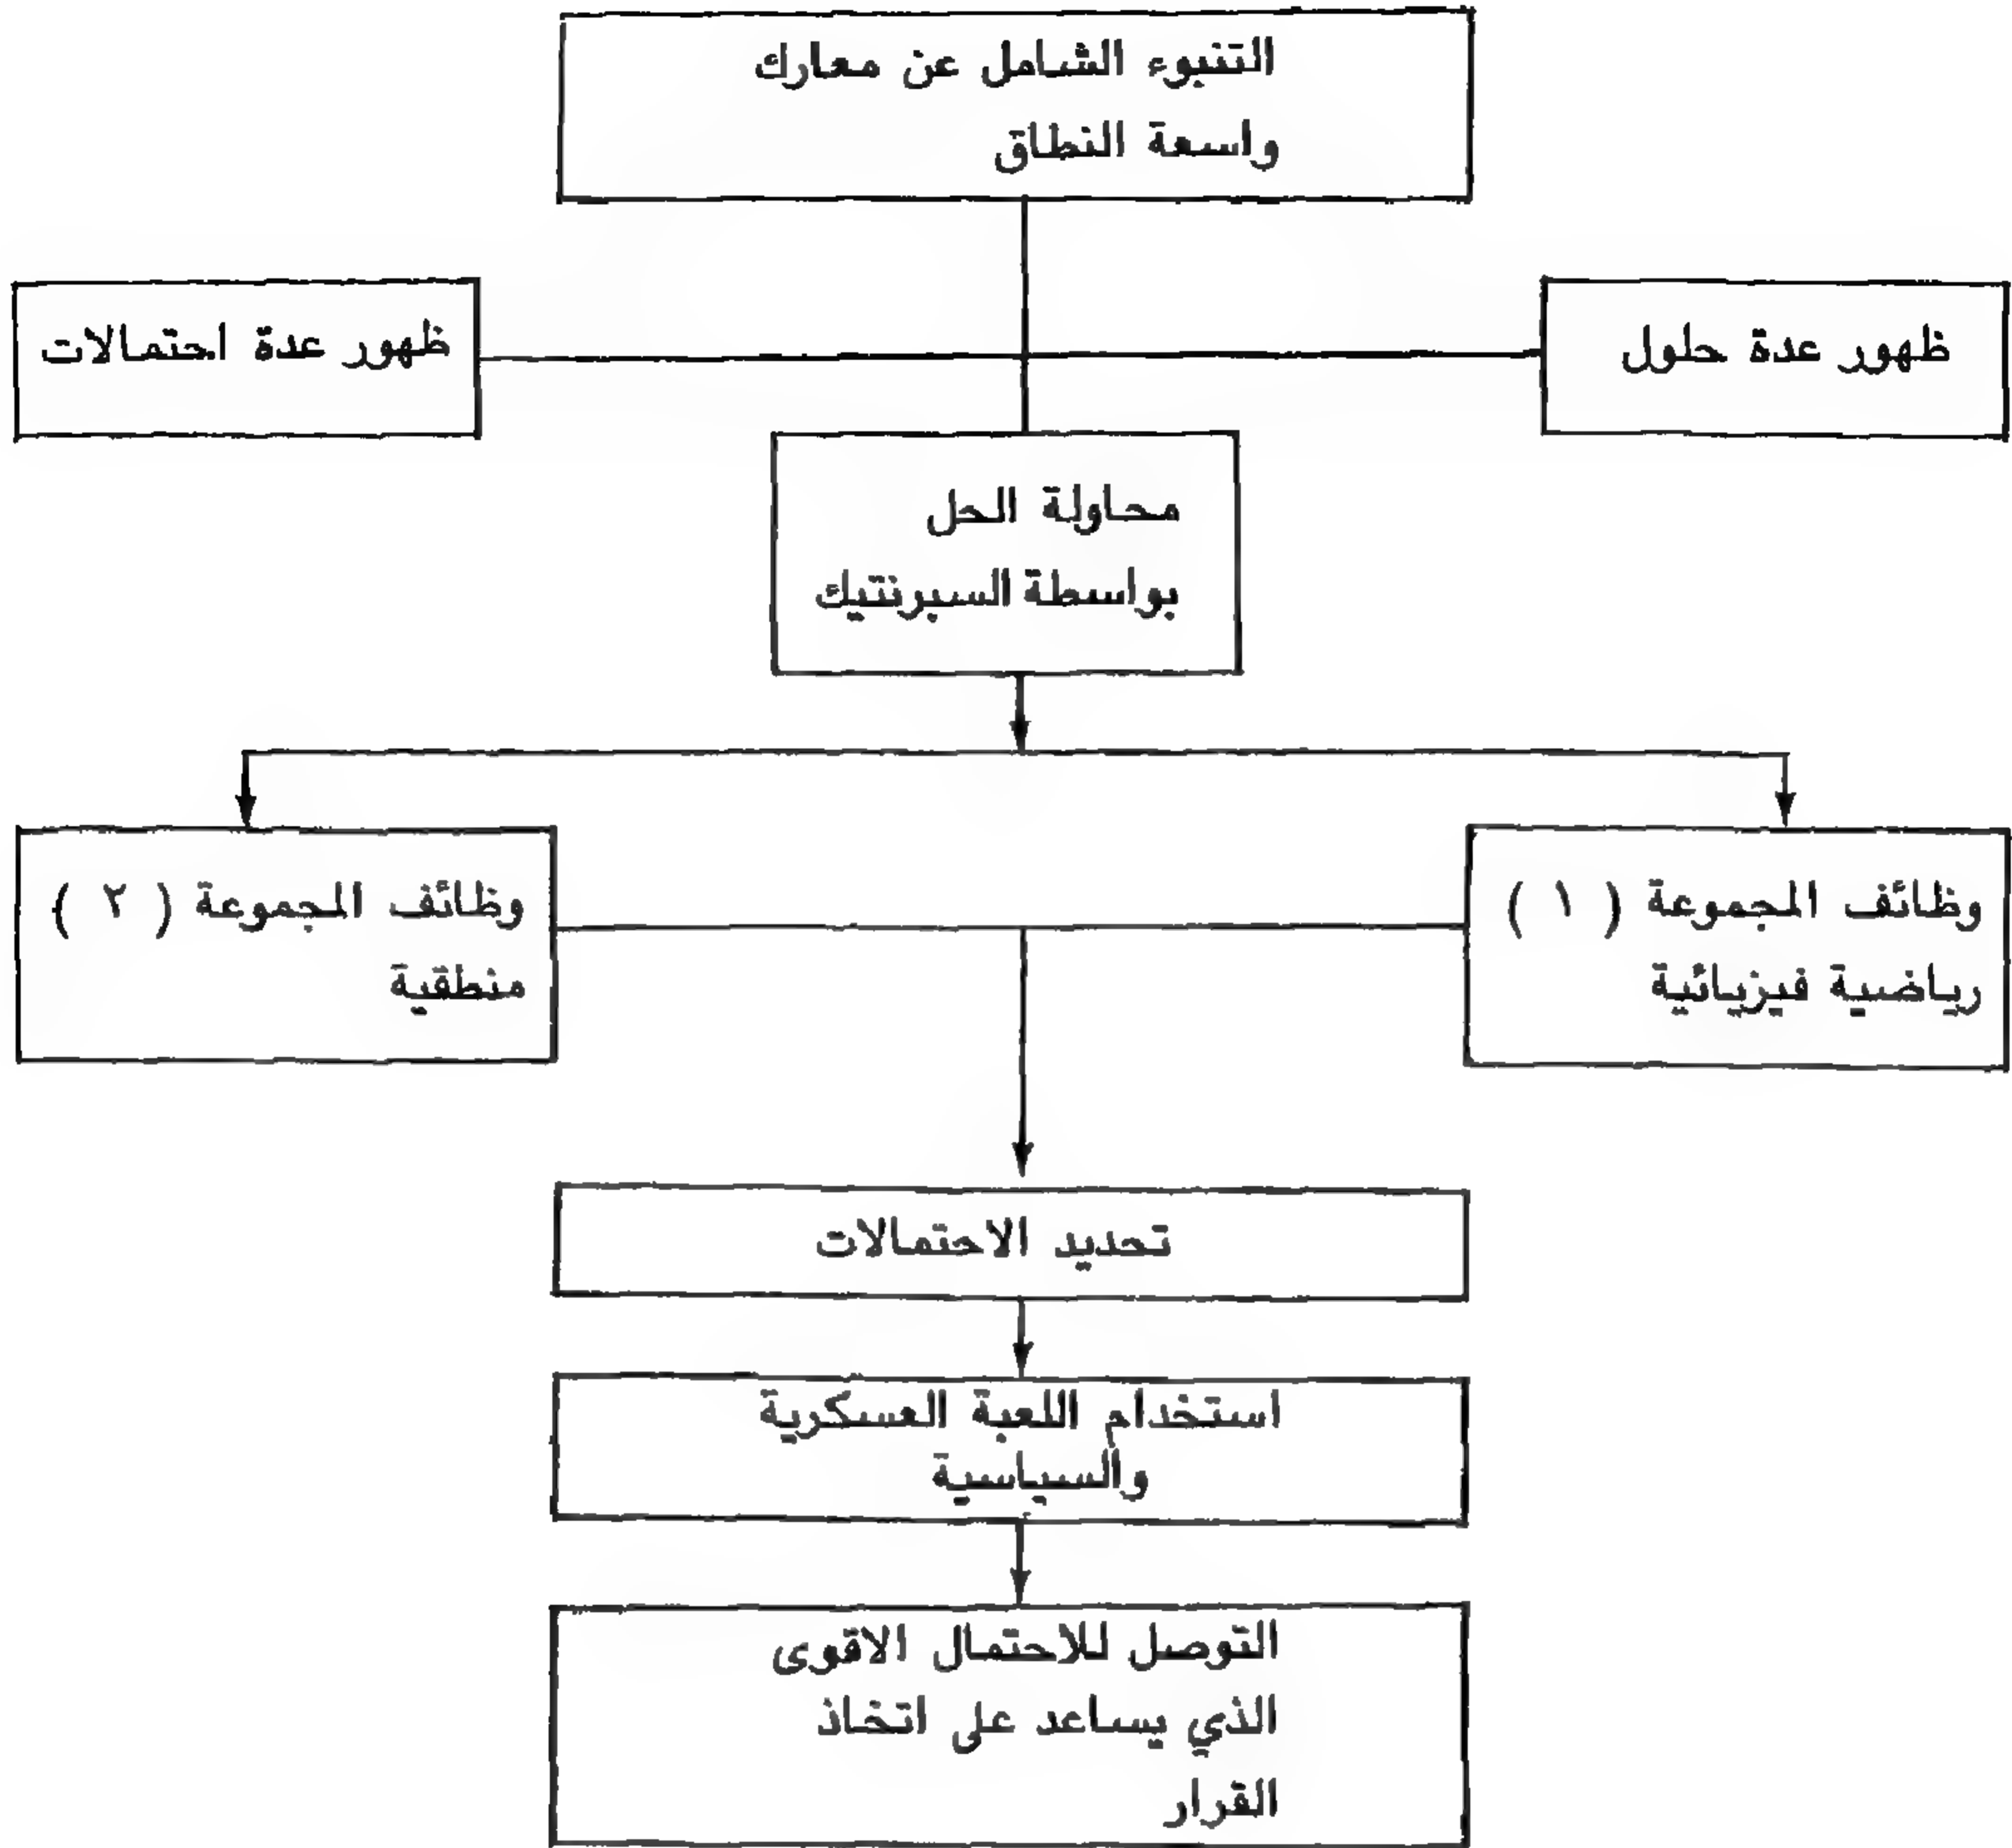 التنبوء الشامل عن معارك
واسعة النطاق
ظهور عدة حلول
ظهور عدة احتمالات
محاولة الحل
بواسطة السبرنتيك
وظائف المجموعة ( ١ )
رياضية فيزيائية
وظائف المجموعة ( ٢ )
منطقية
تحديد الاحتمالات
استخدام اللعبة العسكرية
والسياسية
التوصل للاحتمال الاقوى
الذي يساعد على اتخاذ
القرار